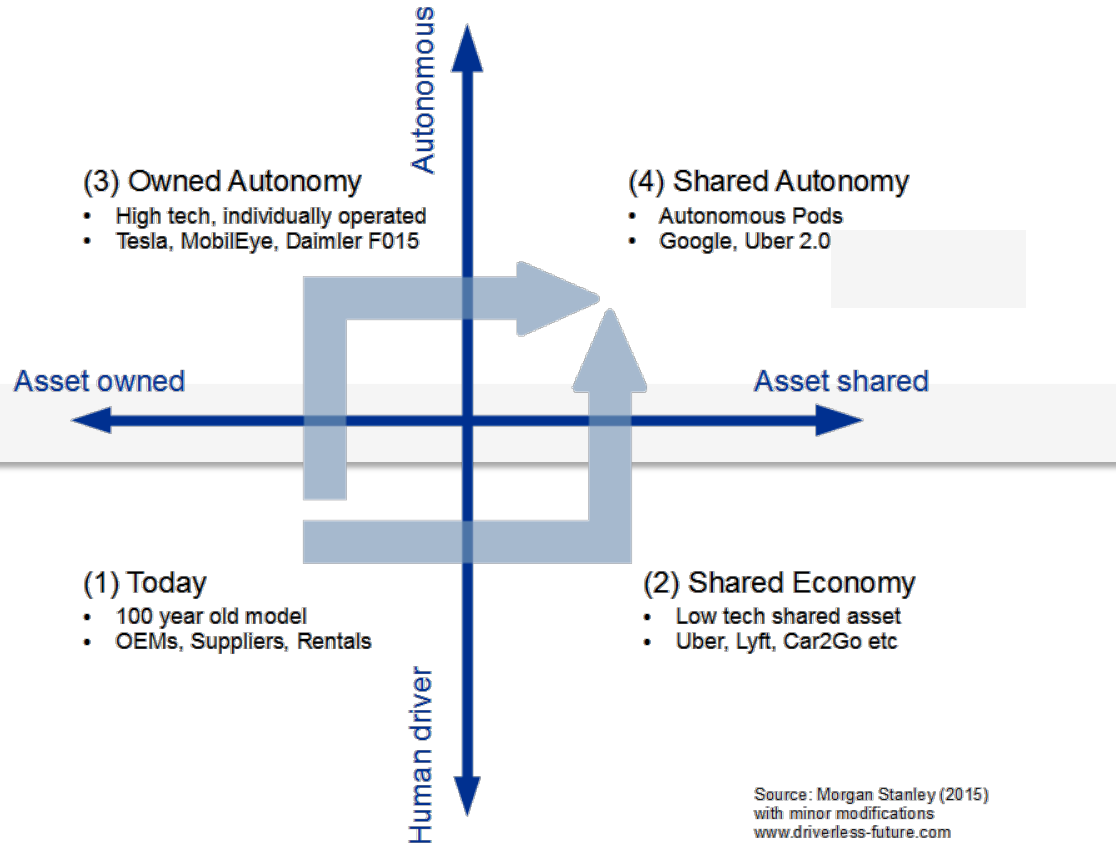 Autonomous
(3) Owned Autonomy
• High tech, individually operated
• Tesla, MobilEye, Daimler F015
(4) Shared Autonomy
• Autonomous Pods
• Google, Uber 2.0
Asset owned
Asset shared
(1) Today
• 100 year old model
• OEMs, Suppliers, Rentals
(2) Shared Economy
• Low tech shared asset
• Uber, Lyft, Car2Go etc
Human driver
Source: Morgan Stanley (2015)
with minor modifications
www.driverless-future.com